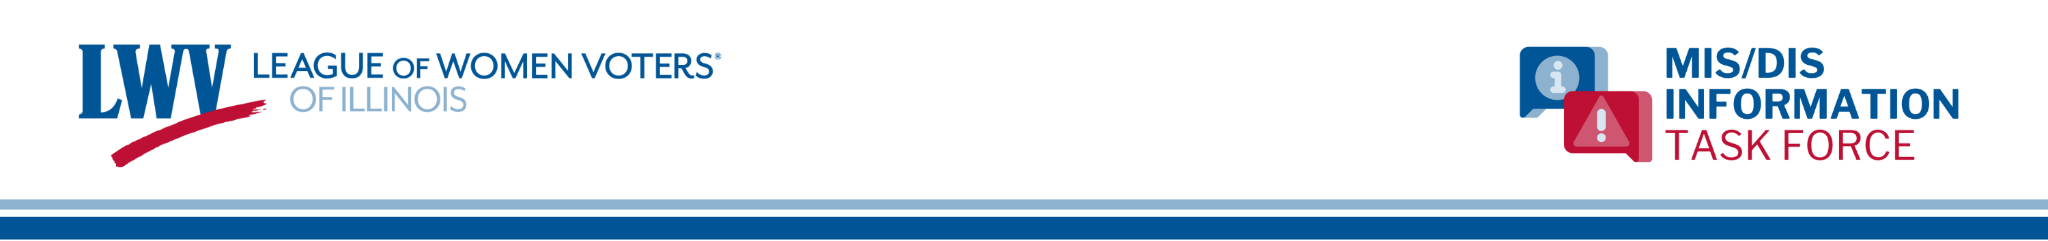 LWV
LEAGUE OF WOMEN VOTERS®
OF ILLINOIS
MIS/DIS
INFORMATION
TASK FORCE